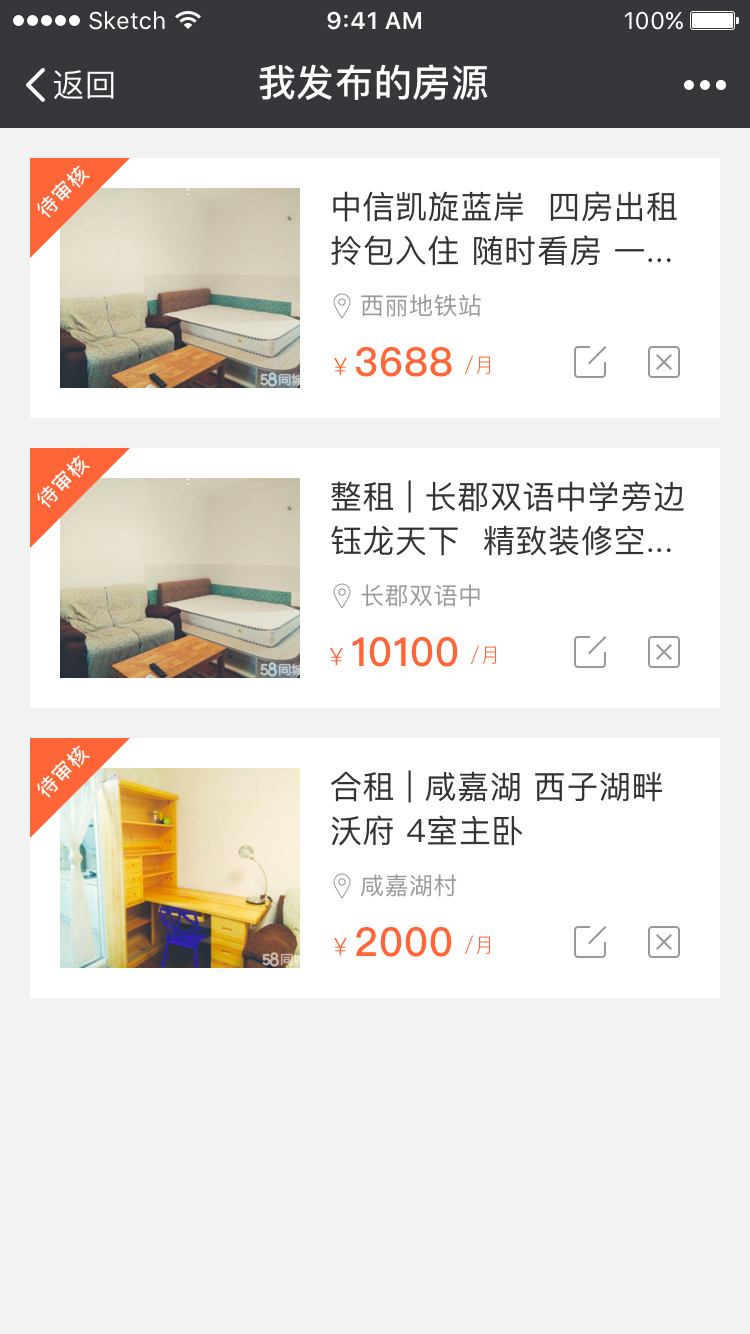 Sketch 9:41 AM 100%
返回 我发布的房源
待审核
中信凯旋蓝岸 四房出租
拎包入住 随时看房 一...
西丽地铁站
¥ 3688 /月
58同城
待审核
整租 | 长郡双语中学旁边
钰龙天下 精致装修空...
长郡双语中
¥ 10100 /月
58同城
待审核
合租 | 咸嘉湖 西子湖畔
沃府 4室主卧
咸嘉湖村
¥ 2000 /月
58同